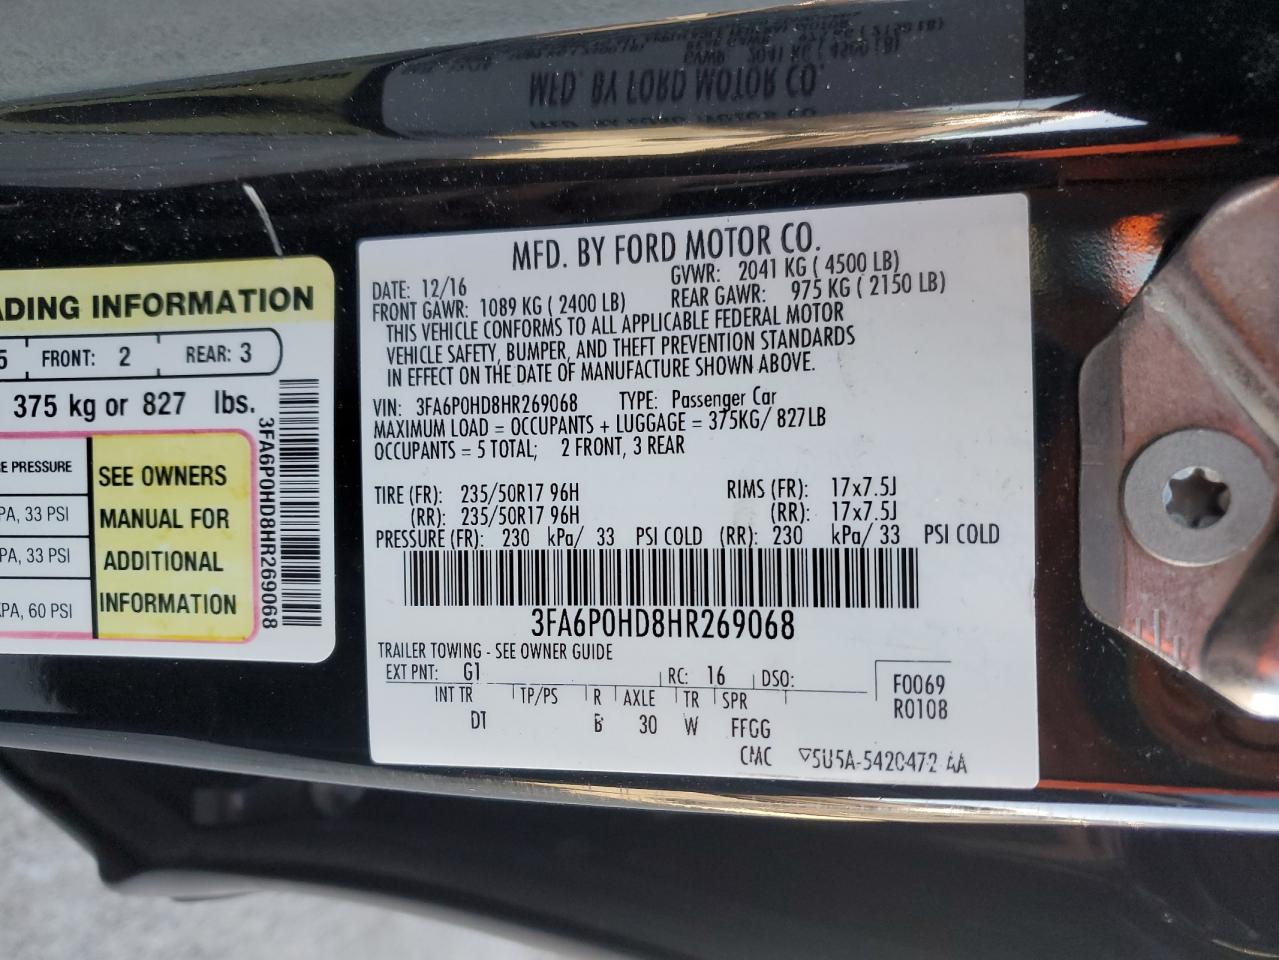 ADING INFORMATION
5 FRONT: 2 REAR: 3
375 kg or 827 lbs.
E PRESSURE
PA, 33 PSI
PA, 33 PSI
PA, 60 PSI
SEE OWNERS
MANUAL FOR
ADDITIONAL
INFORMATION
3FA6P0HD8HR269068
MFD. BY FORD MOTOR CO.
DATE: 12/16 GVWR: 2041 KG ( 4500 LB)
FRONT GAWR: 1089 KG ( 2400 LB) REAR GAWR: 975 KG ( 2150 LB)
THIS VEHICLE CONFORMS TO ALL APPLICABLE FEDERAL MOTOR
VEHICLE SAFETY, BUMPER, AND THEFT PREVENTION STANDARDS
IN EFFECT ON THE DATE OF MANUFACTURE SHOWN ABOVE.
VIN: 3FA6P0HD8HR269068 TYPE: Passenger Car
MAXIMUM LOAD = OCCUPANTS + LUGGAGE = 375KG/ 827LB
OCCUPANTS = 5 TOTAL; 2 FRONT, 3 REAR
TIRE (FR): 235/50R17 96H RIMS (FR): 17x7.5J
(RR): 235/50R17 96H (RR): 17x7.5J
PRESSURE (FR): 230 kPa/ 33 PSI COLD (RR): 230 kPa/ 33 PSI COLD
3FA6P0HD8HR269068
TRAILER TOWING - SEE OWNER GUIDE
EXT PNT: G1 RC: 16 DSO:
INT TR TP/PS R AXLE TR SPR
DT B 30 W FFGG
F0069
R0108
CMC ▽5U5A-5420472-AA